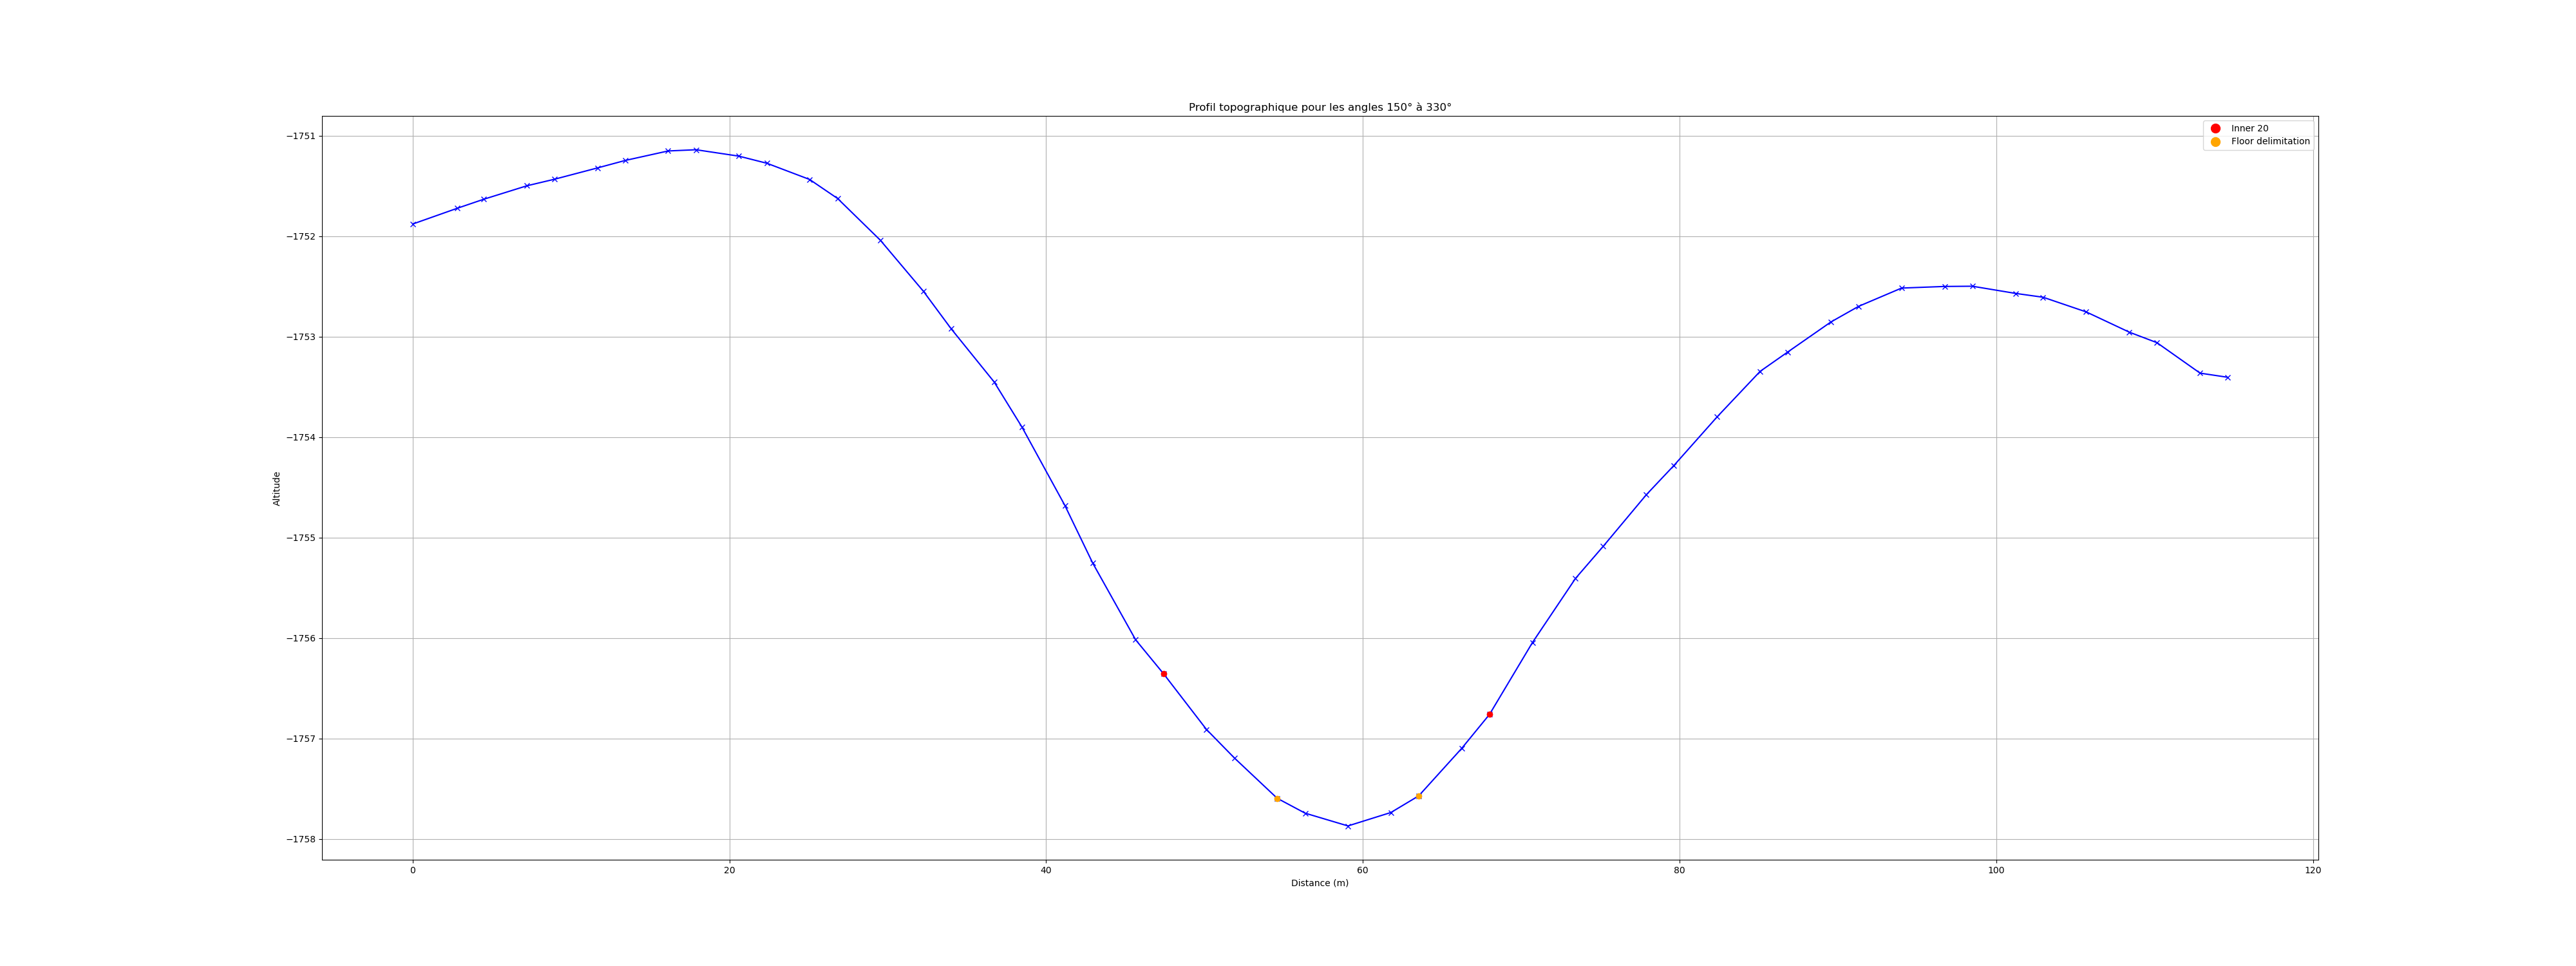 Profil topographique pour les angles 150° à 330°
Inner 20
Floor delimitation
−1751
−1752
−1753
−1754
−1755
−1756
−1757
−1758
Altitude
0 20 40 60 80 100 120
Distance (m)